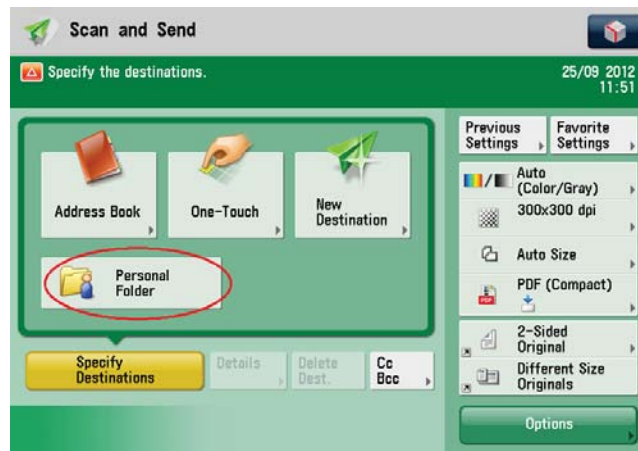 Scan and Send
Specify the destinations.
25/09 2012
11:51
Previous
Settings
Favorite
Settings
Address Book
One-Touch
New
Destination
Personal
Folder
Auto
(Color/Gray)
300x300 dpi
Auto Size
PDF
PDF (Compact)
2-Sided
Original
Different Size
Originals
Specify
Destinations
Details
Delete
Dest.
Cc
Bcc
Options